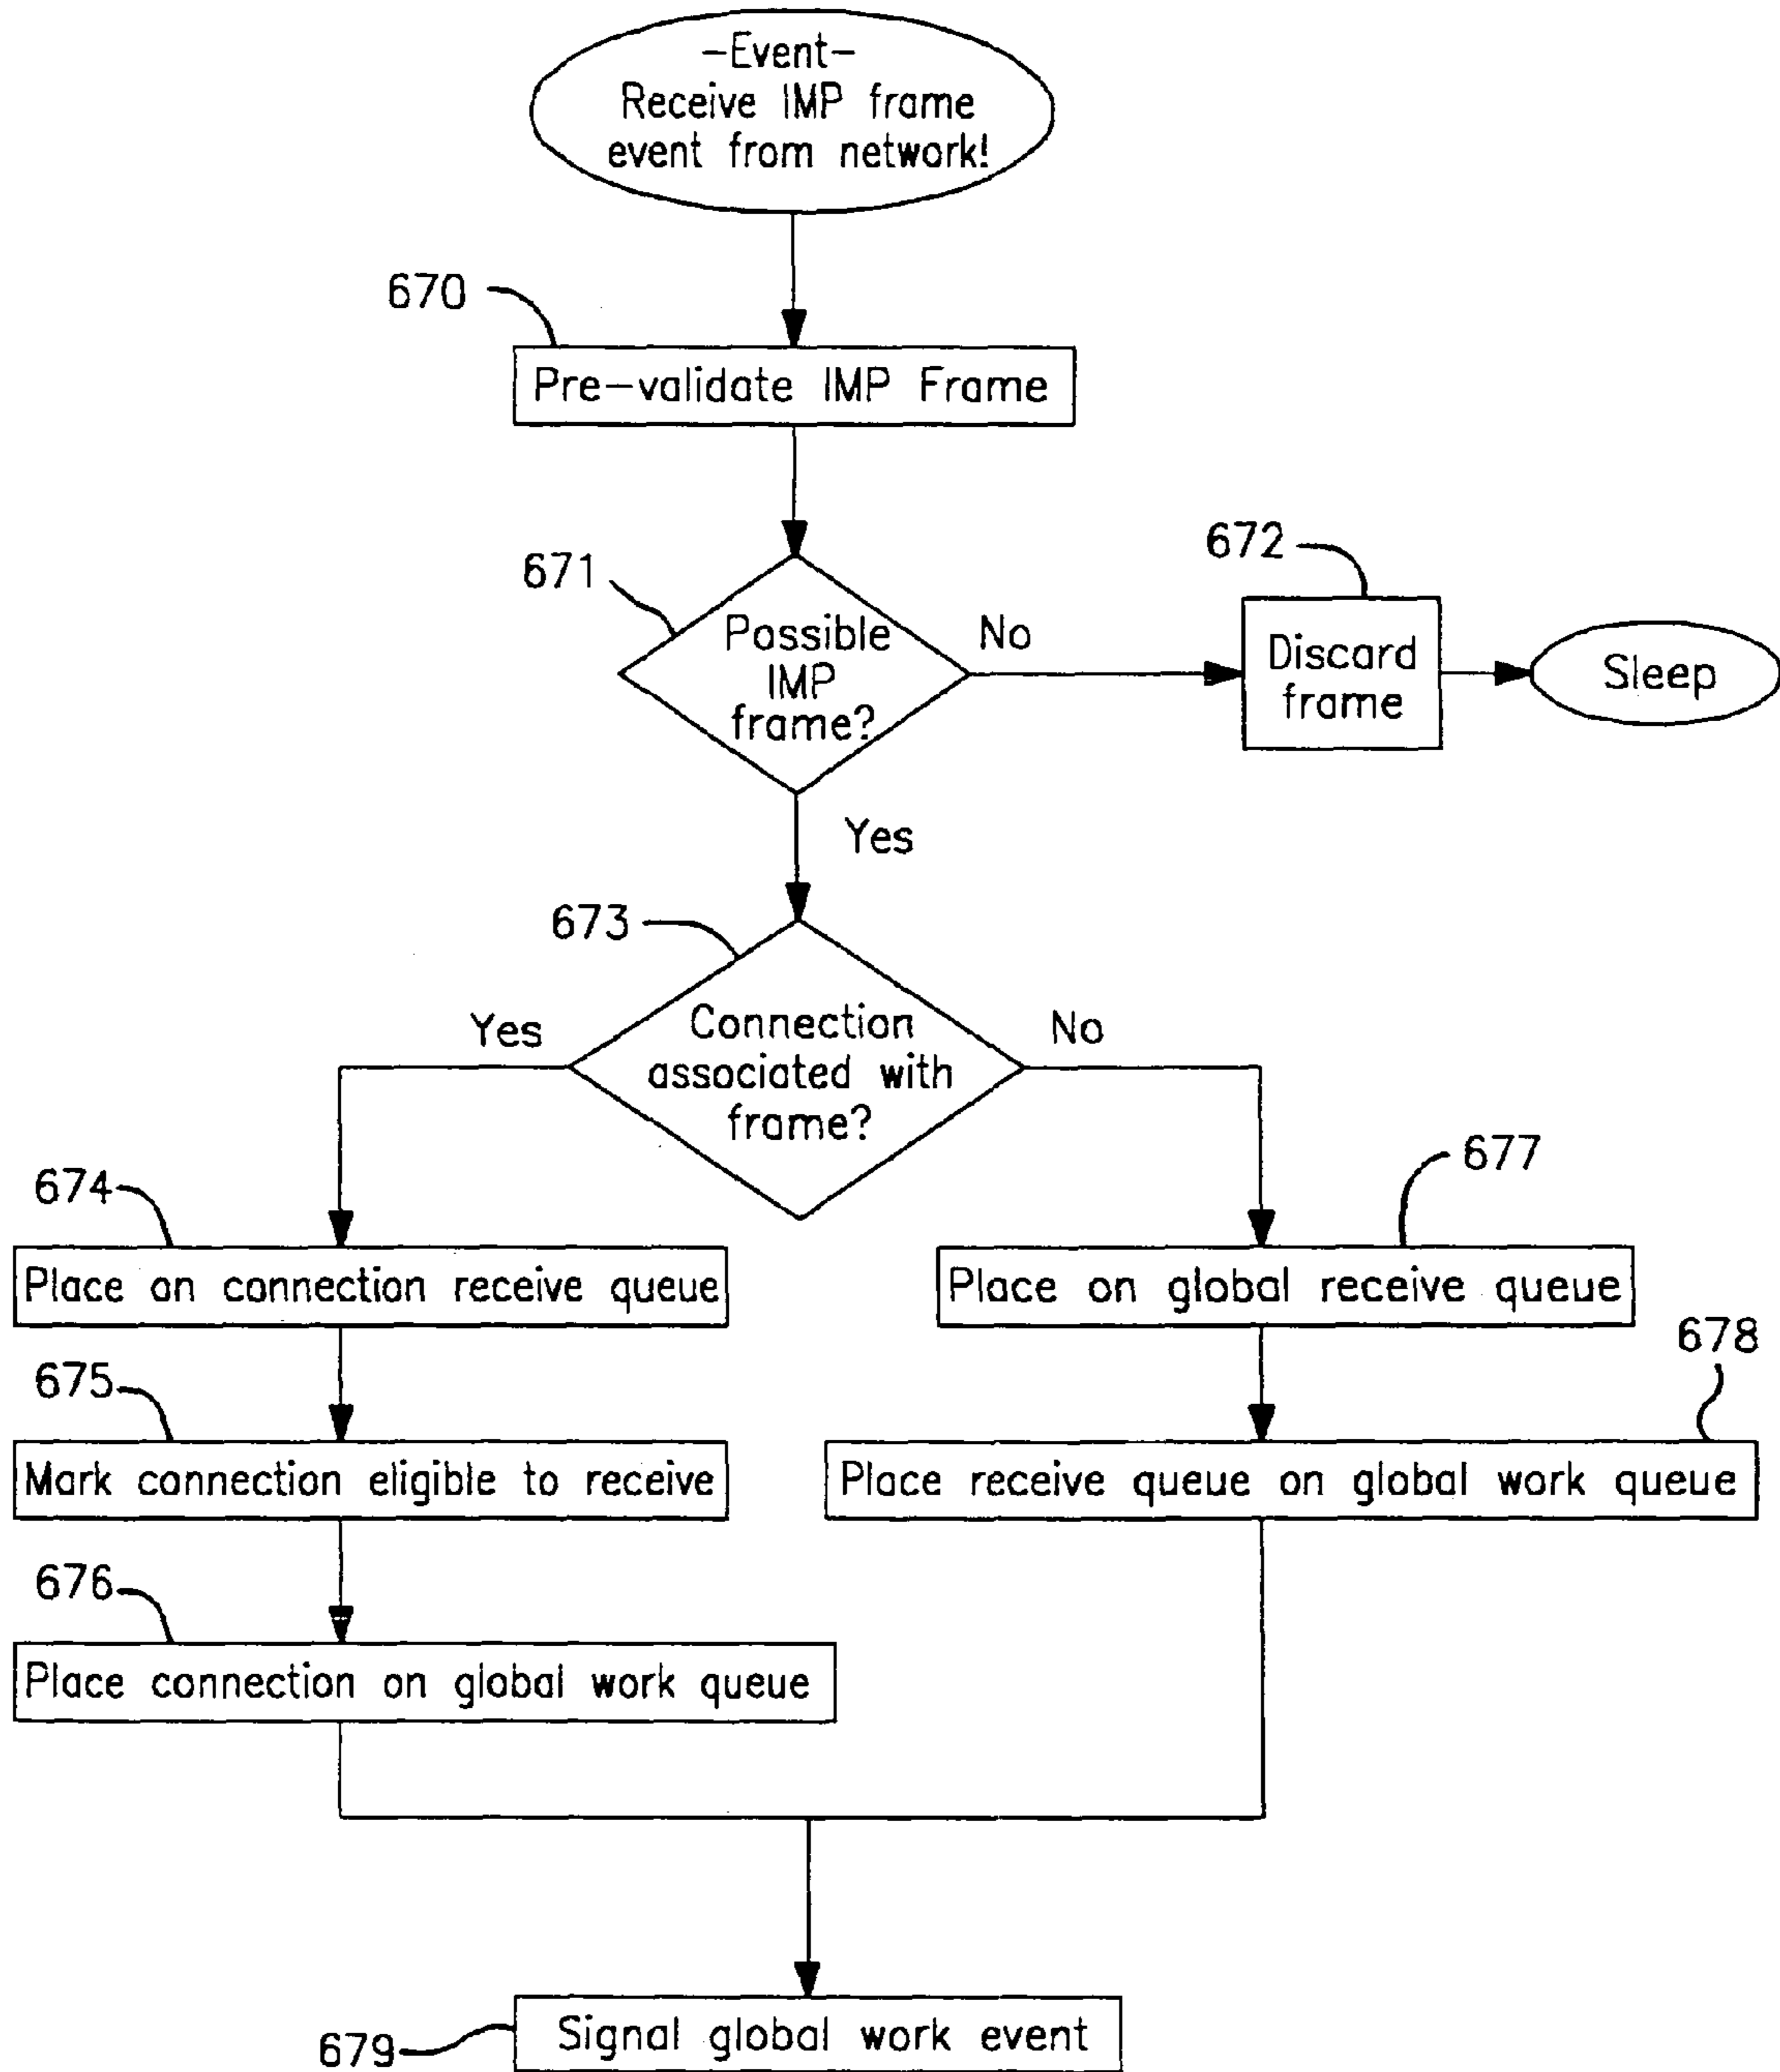 -Event-
Receive IMP frame
event from network!
670
Pre-validate IMP Frame
671
Possible
IMP
frame?
No
672
Discard
frame
Sleep
Yes
673
Connection
associated with
frame?
Yes
No
674
Place on connection receive queue
677
Place on global receive queue
675
Mark connection eligible to receive
678
Place receive queue on global work queue
676
Place connection on global work queue
679
Signal global work event